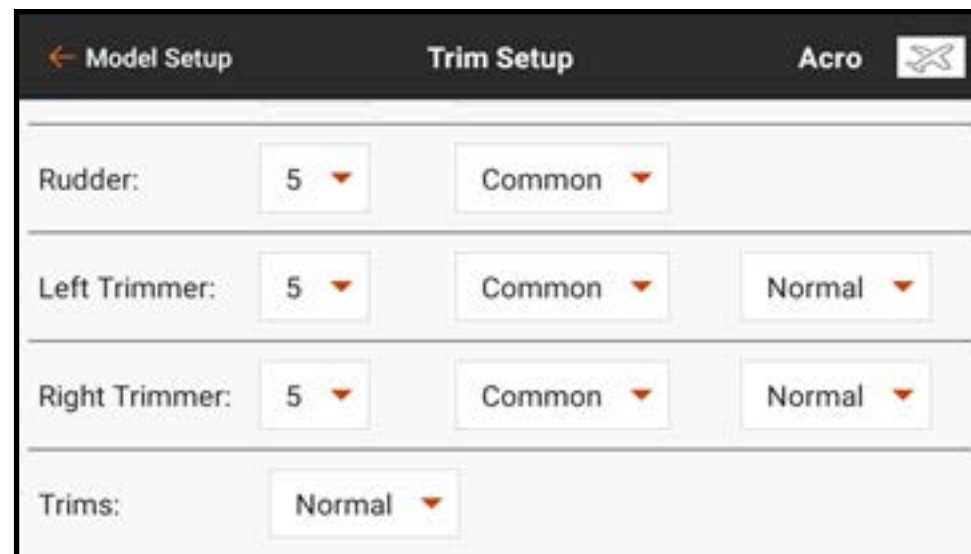 Model Setup Trim Setup Acro
Rudder: 5 Common
Left Trimmer: 5 Common Normal
Right Trimmer: 5 Common Normal
Trims: Normal